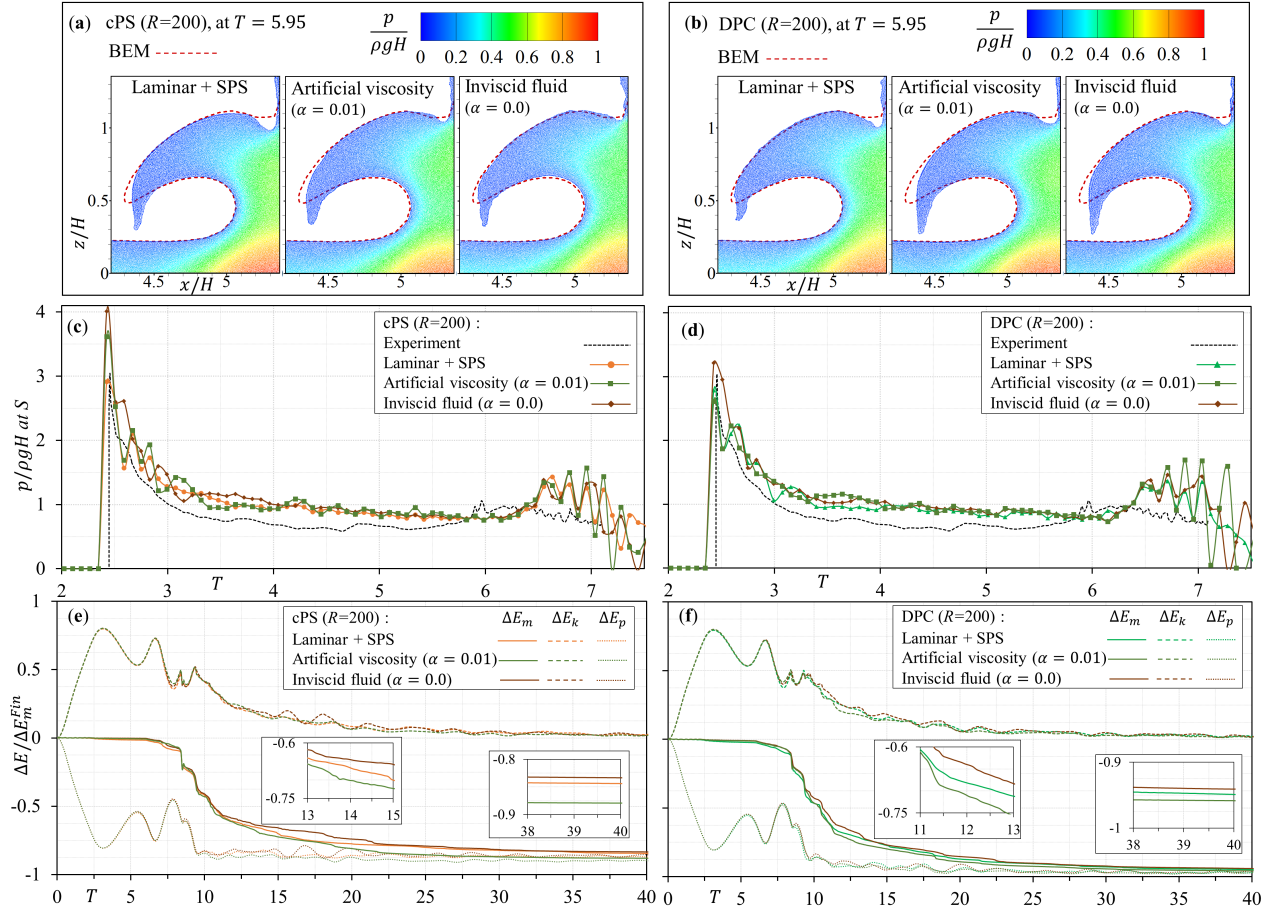 (a) cPS (R=200), at T = 5.95
p/ρgH
0 0.2 0.4 0.6 0.8 1
BEM
Laminar + SPS
Artificial viscosity
(α = 0.01)
Inviscid fluid
(α = 0.0)
1
0.5
0
z/H
4.5 5 4.5 5 4.5 5
x/H
(b) DPC (R=200), at T = 5.95
p/ρgH
0 0.2 0.4 0.6 0.8 1
BEM
Laminar + SPS
Artificial viscosity
(α = 0.01)
Inviscid fluid
(α = 0.0)
1
0.5
0
z/H
4.5 5 4.5 5 4.5 5
x/H
(c)
cPS (R=200) :
Experiment
Laminar + SPS
Artificial viscosity (α = 0.01)
Inviscid fluid (α = 0.0)
4
3
2
1
0
p/ρgH at S
2 3 T 4 5 6 7
(d)
DPC (R=200) :
Experiment
Laminar + SPS
Artificial viscosity (α = 0.01)
Inviscid fluid (α = 0.0)
2 3 T 4 5 6 7
(e)
cPS (R=200) : ΔE_m ΔE_k ΔE_p
Laminar + SPS
Artificial viscosity (α = 0.01)
Inviscid fluid (α = 0.0)
1
0.5
0
-0.5
-1
ΔE/ΔE_m^Fin
-0.6
-0.75
13 14 15
-0.8
-0.9
38 39 40
0 T 5 10 15 20 25 30 35 40
(f)
DPC (R=200) : ΔE_m ΔE_k ΔE_p
Laminar + SPS
Artificial viscosity (α = 0.01)
Inviscid fluid (α = 0.0)
-0.6
-0.75
11 12 13
-0.9
-1
38 39 40
0 T 5 10 15 20 25 30 35 40